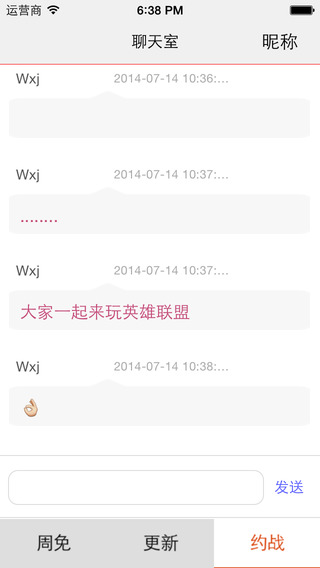 运营商 6:38 PM
聊天室 昵称
Wxj 2014-07-14 10:36:...
Wxj 2014-07-14 10:37:...
........
Wxj 2014-07-14 10:37:...
大家一起来玩英雄联盟
Wxj 2014-07-14 10:38:...
👌🏼
发送
周免 更新 约战